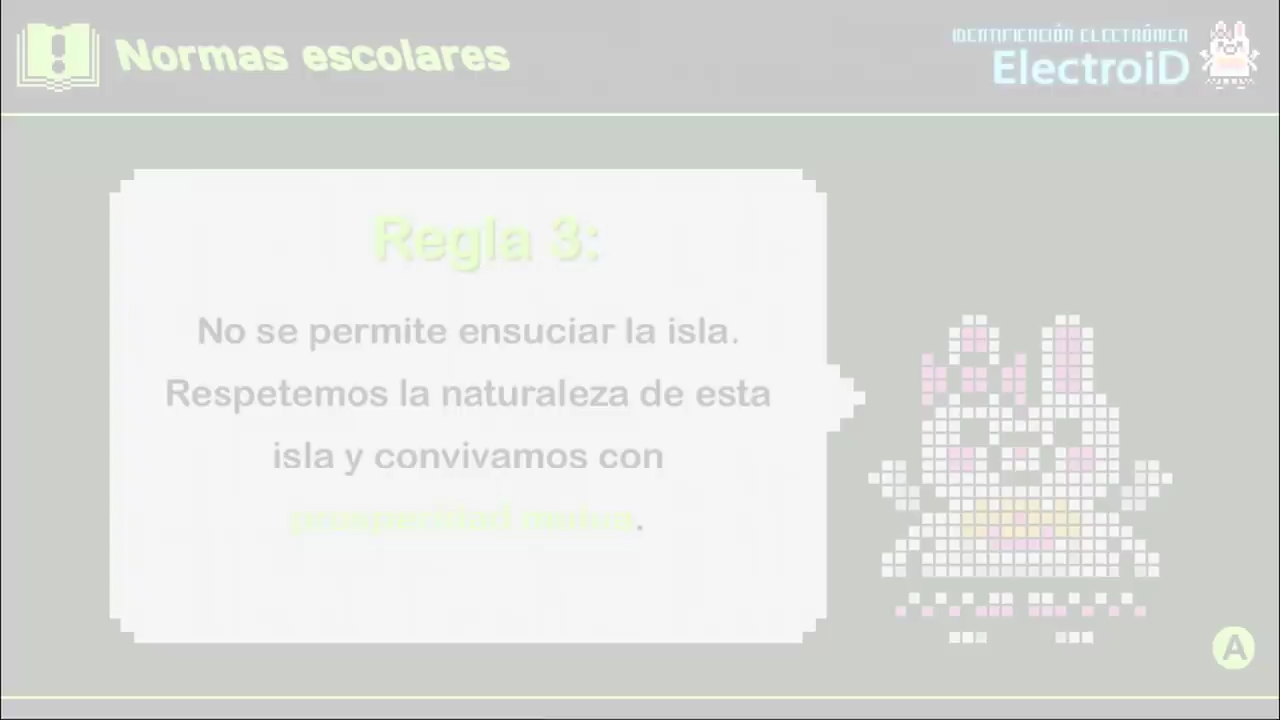 Normas escolares
IDENTIFICACIÓN ELECTRÓNICA
ElectroiD
Regla 3:
No se permite ensuciar la isla.
Respetemos la naturaleza de esta
isla y convivamos con
prosperidad mutua.
A